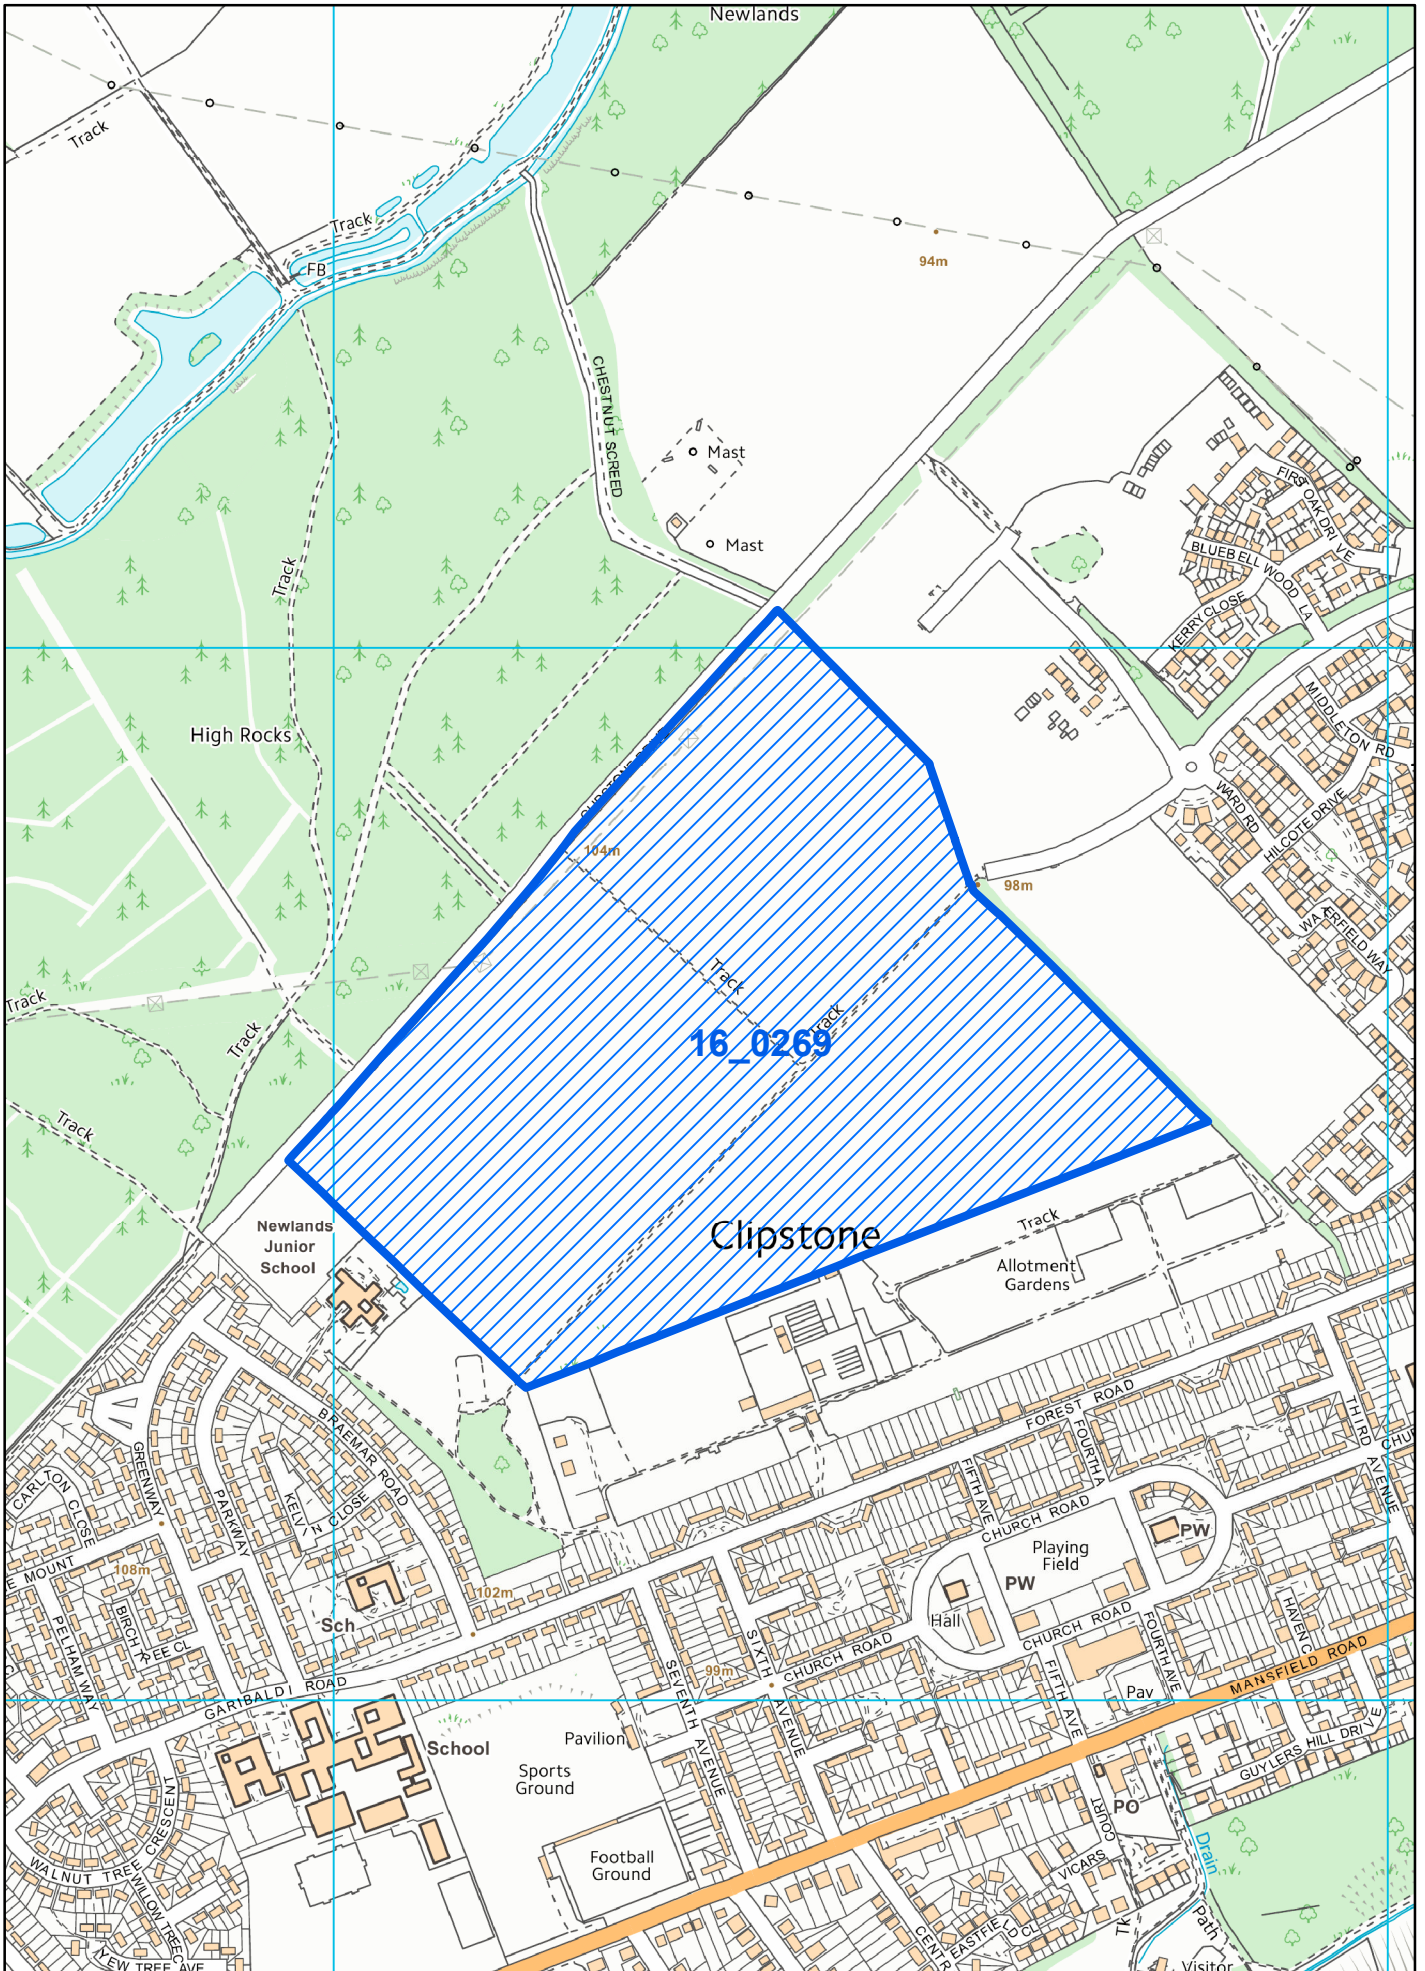 Newlands
Track
Track
FB
94m
CHESTNUT SCREED
Mast
Mast
FIRST OAK DRIVE
BLUEBELL WOOD LA
KERRY CLOSE
Track
High Rocks
MIDDLETON RD
WARD RD
HILCOTE DRIVE
104m
98m
WATERFIELD WAY
Track
Track
16_0269
Track
Track
Track
Newlands
Junior
School
Clipstone
Track
Allotment
Gardens
BRAEMAR ROAD
GREENWAY
PARKWAY
KELVIN CLOSE
CARLTON CLOSE
FOREST ROAD
FOURTH A
THIRD AVENUE
FIFTH AVE
CHURCH ROAD
CHU
PW
Playing
Field
PW
E MOUNT
108m
102m
Sch
Hall
BIRCH TREE CL
PELHAM WAY
SIXTH AVENUE
CHURCH ROAD
CHURCH ROAD
FOURTH AVE
HAVEN C
MANSFIELD ROAD
99m
SEVENTH AVENUE
FIFTH AVE
Pav
GARIBALDI ROAD
School
Pavilion
Sports
Ground
GUYLERS HILL DRIVE
PO
VICARS COURT
Drain
Football
Ground
WALNUT TREE CRESCENT
WILLOW TREE C
YEW TREE AVE
CENTR
EASTFIELD CL
Tk
Path
Visitor